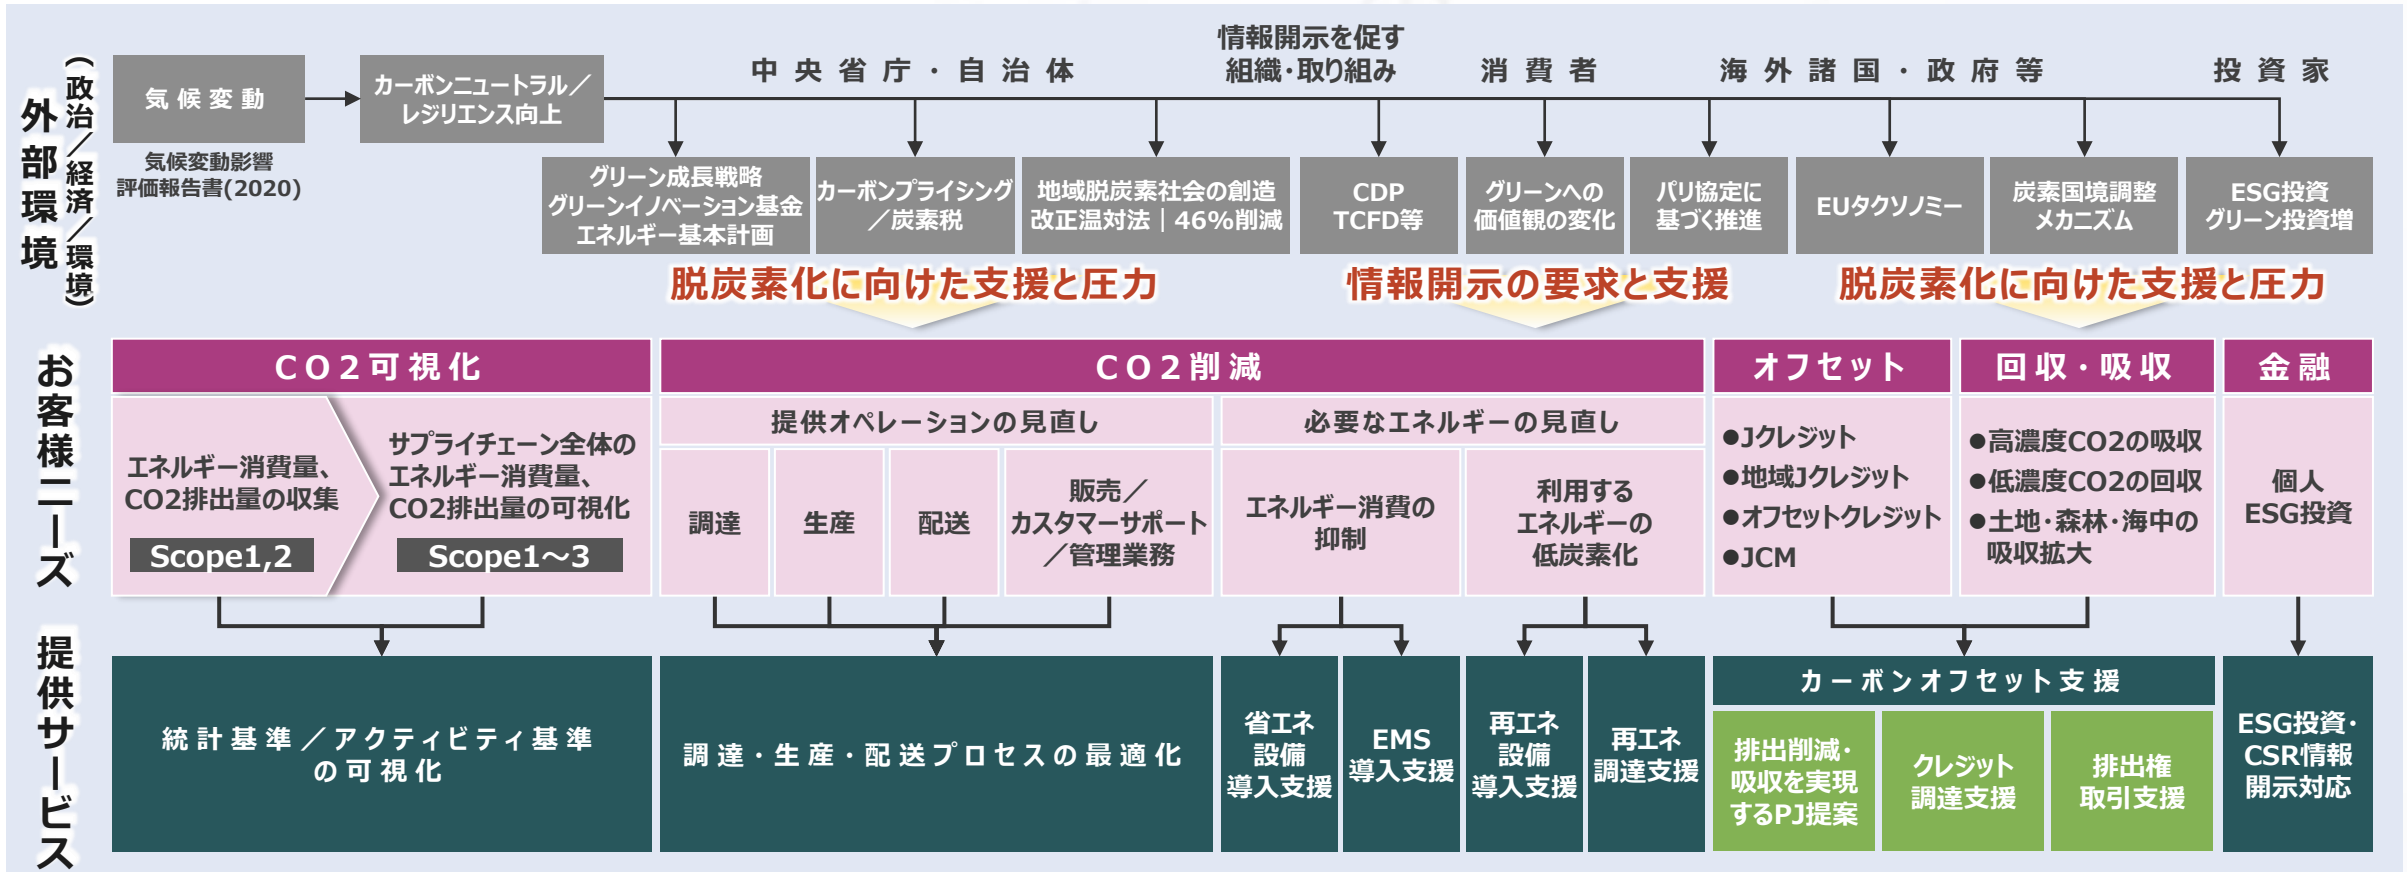 外部環境
(政治／経済／環境)
気候変動
気候変動影響
評価報告書(2020)
カーボンニュートラル／
レジリエンス向上
中央省庁・自治体
情報開示を促す
組織・取り組み
消費者
海外諸国・政府等
投資家
グリーン成長戦略
グリーンイノベーション基金
エネルギー基本計画
カーボンプライシング
／炭素税
地域脱炭素社会の創造
改正温対法｜46%削減
CDP
TCFD等
グリーンへの
価値観の変化
パリ協定に
基づく推進
EUタクソノミー
炭素国境調整
メカニズム
ESG投資
グリーン投資増
脱炭素化に向けた支援と圧力
情報開示の要求と支援
脱炭素化に向けた支援と圧力
お客様ニーズ
CO2可視化
エネルギー消費量、
CO2排出量の収集
Scope1,2
サプライチェーン全体の
エネルギー消費量、
CO2排出量の可視化
Scope1～3
CO2削減
提供オペレーションの見直し
調達
生産
配送
販売／
カスタマーサポート
／管理業務
必要なエネルギーの見直し
エネルギー消費の
抑制
利用する
エネルギーの
低炭素化
オフセット
●Jクレジット
●地域Jクレジット
●オフセットクレジット
●JCM
回収・吸収
●高濃度CO2の吸収
●低濃度CO2の回収
●土地・森林・海中の
吸収拡大
金融
個人
ESG投資
提供サービス
統計基準／アクティビティ基準
の可視化
調達・生産・配送プロセスの最適化
省エネ
設備
導入支援
EMS
導入支援
再エネ
設備
導入支援
再エネ
調達支援
カーボンオフセット支援
排出削減・
吸収を実現
するPJ提案
クレジット
調達支援
排出権
取引支援
ESG投資・
CSR情報
開示対応